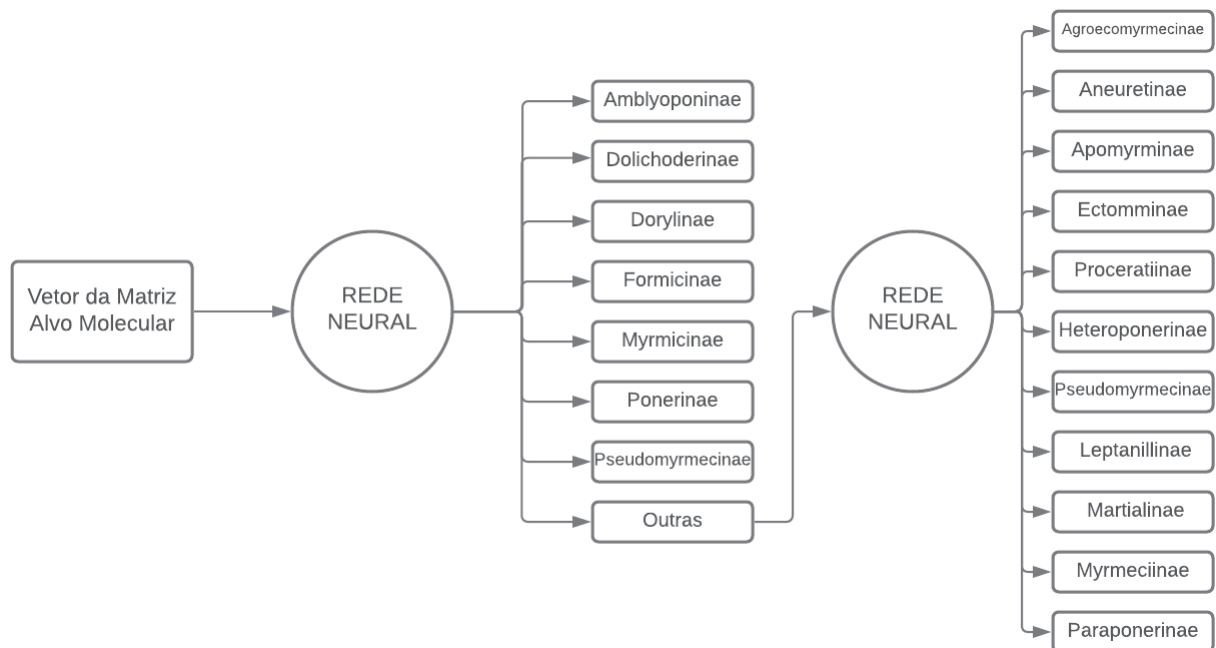 Vetor da Matriz
Alvo Molecular
REDE
NEURAL
Amblyoponinae
Dolichoderinae
Dorylinae
Formicinae
Myrmicinae
Ponerinae
Pseudomyrmecinae
Outras
REDE
NEURAL
Agroecomyrmecinae
Aneuretinae
Apomyrminae
Ectomminae
Proceratiinae
Heteroponerinae
Pseudomyrmecinae
Leptanillinae
Martialinae
Myrmeciinae
Paraponerinae